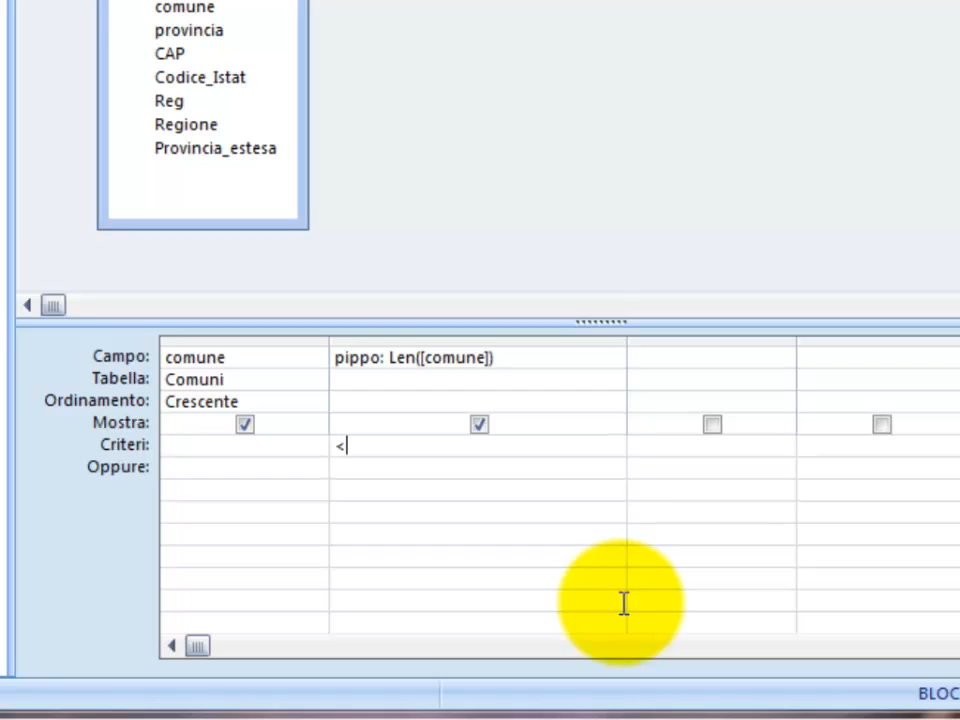 comune
provincia
CAP
Codice_Istat
Reg
Regione
Provincia_estesa
Campo: comune pippo: Len([comune])
Tabella: Comuni
Ordinamento: Crescente
Mostra:
Criteri: <
Oppure:
BLOC